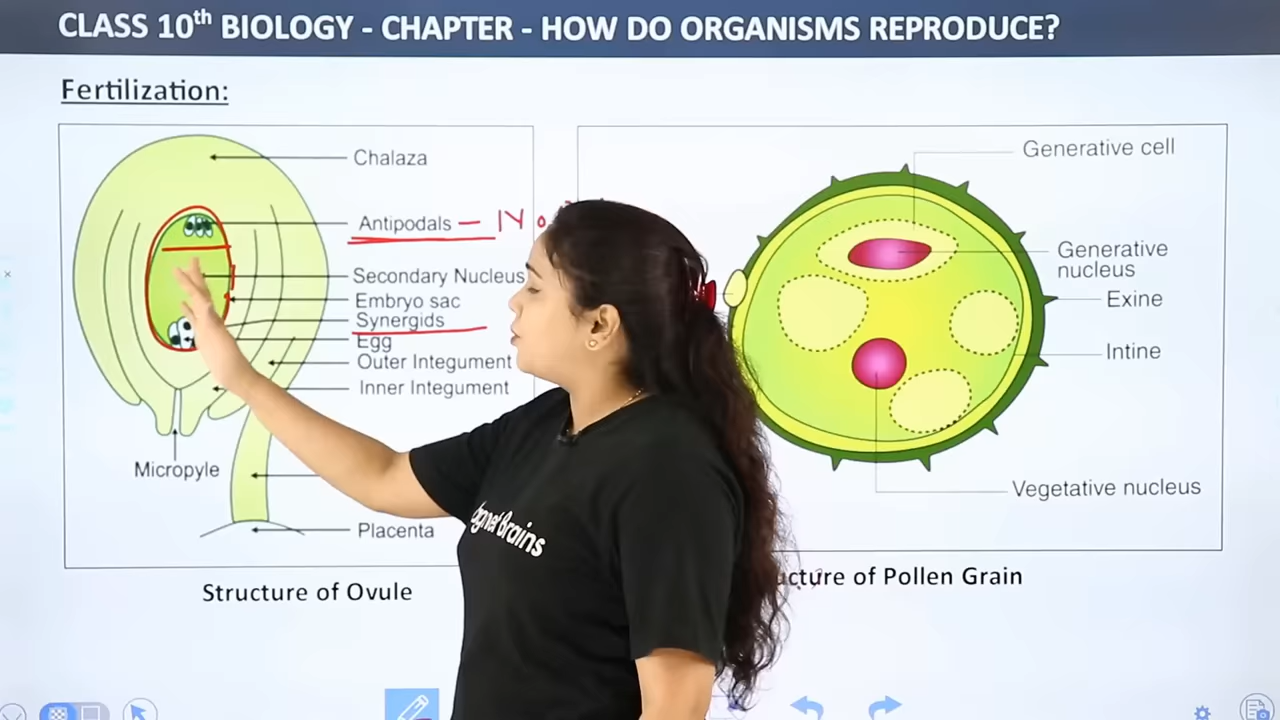 CLASS 10th BIOLOGY - CHAPTER - HOW DO ORGANISMS REPRODUCE?
Fertilization:
Chalaza
Antipodals
Secondary Nucleus
Embryo sac
Synergids
Egg
Outer Integument
Inner Integument
Micropyle
Placenta
Structure of Ovule
Generative cell
Generative
nucleus
Exine
Intine
Vegetative nucleus
of Pollen Grain
Brains